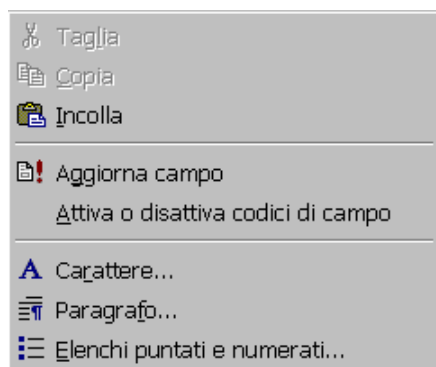 Taglia
Copia
Incolla
Aggiorna campo
Attiva o disattiva codici di campo
Carattere...
Paragrafo...
Elenchi puntati e numerati...